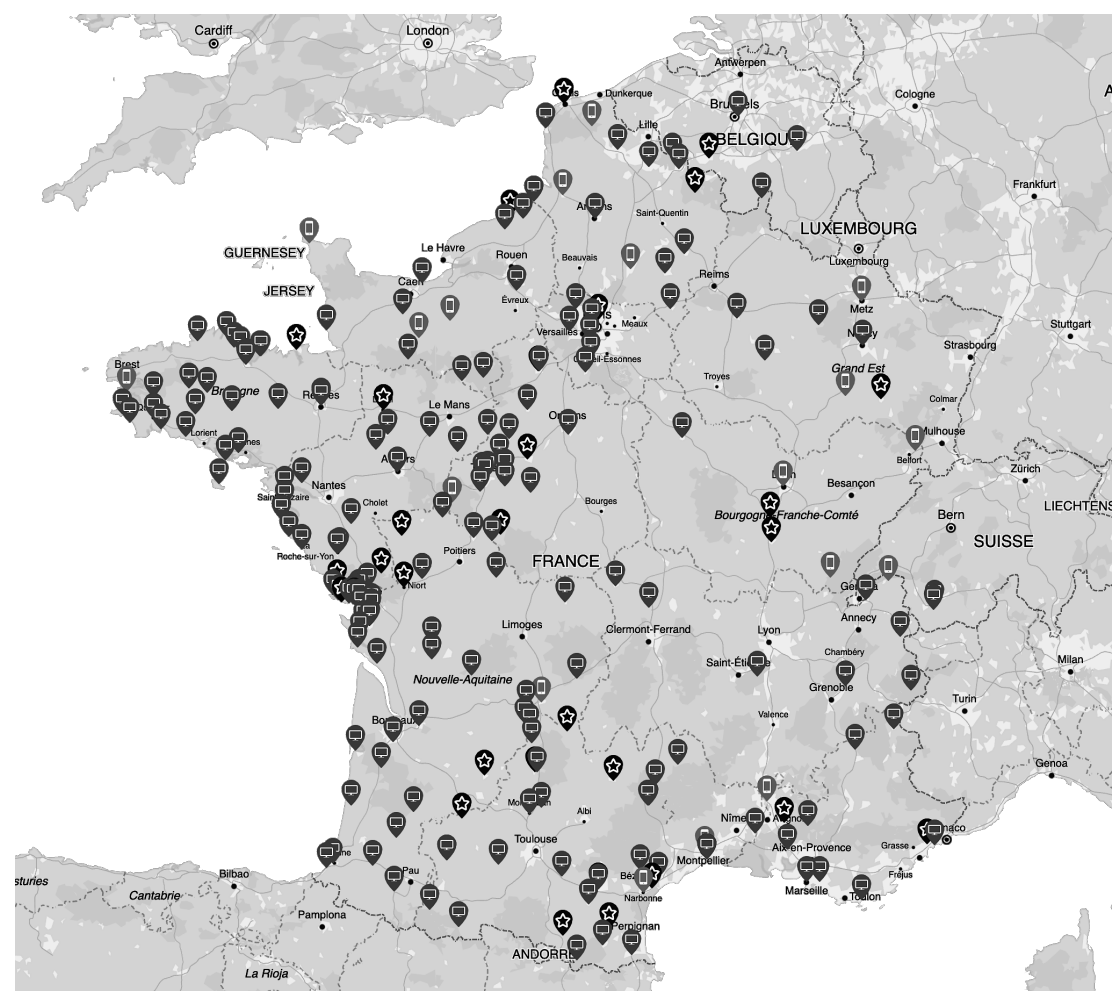 Cardiff
London
Antwerpen
Dunkerque
Cologne
A
Lille
BELGIQU
Frankfurt
Saint-Quentin
LUXEMBOURG
GUERNESEY
Le Havre
Rouen
Beauvais
Luxembourg
Reims
JERSEY
Caen
Évreux
Metz
Meaux
Stuttgart
Versailles
Strasbourg
Brest
Grand Est
Troyes
Bretagne
Colmar
Le Mans
Lorient
Mulhouse
Belfort
Zürich
Besançon
Nantes
Cholet
Bourges
LIECHTENS
Bourgogne-Franche-Comté
Bern
SUISSE
Roche-sur-Yon
Poitiers
FRANCE
Niort
Annecy
Limoges
Clermont-Ferrand
Lyon
Chambéry
Milan
Saint-Étienne
Nouvelle-Aquitaine
Grenoble
Turin
Valence
Genoa
Albi
Toulouse
Aix-en-Provence
Grasse
Montpellier
Bilbao
Pau
Fréjus
sturies
Cantabrie
Marseille
Toulon
Narbonne
Pamplona
Perpignan
ANDORRE
La Rioja